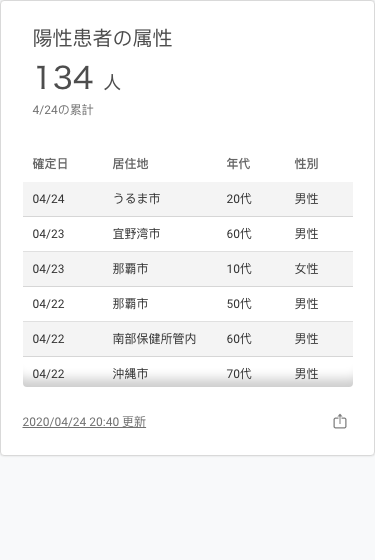 陽性患者の属性
134 人
4/24の累計
確定日 居住地 年代 性別
04/24 うるま市 20代 男性
04/23 宜野湾市 60代 男性
04/23 那覇市 10代 女性
04/22 那覇市 50代 男性
04/22 南部保健所管内 60代 男性
04/22 沖縄市 70代 男性
2020/04/24 20:40 更新